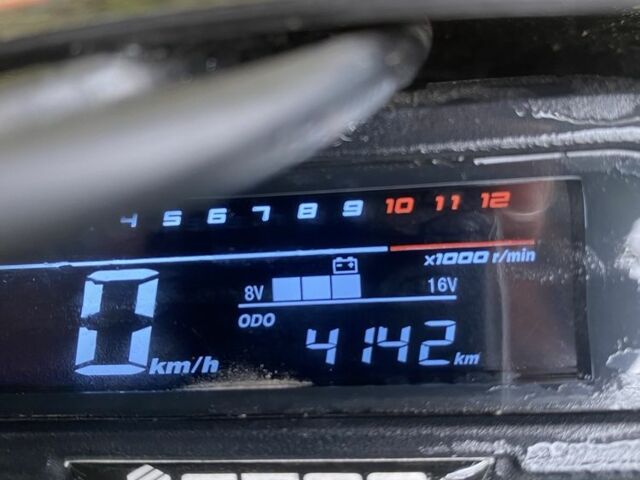 4 5 6 7 8 9 10 11 12
x1000 r/min
8V 16V
ODO
0 km/h 4142 km